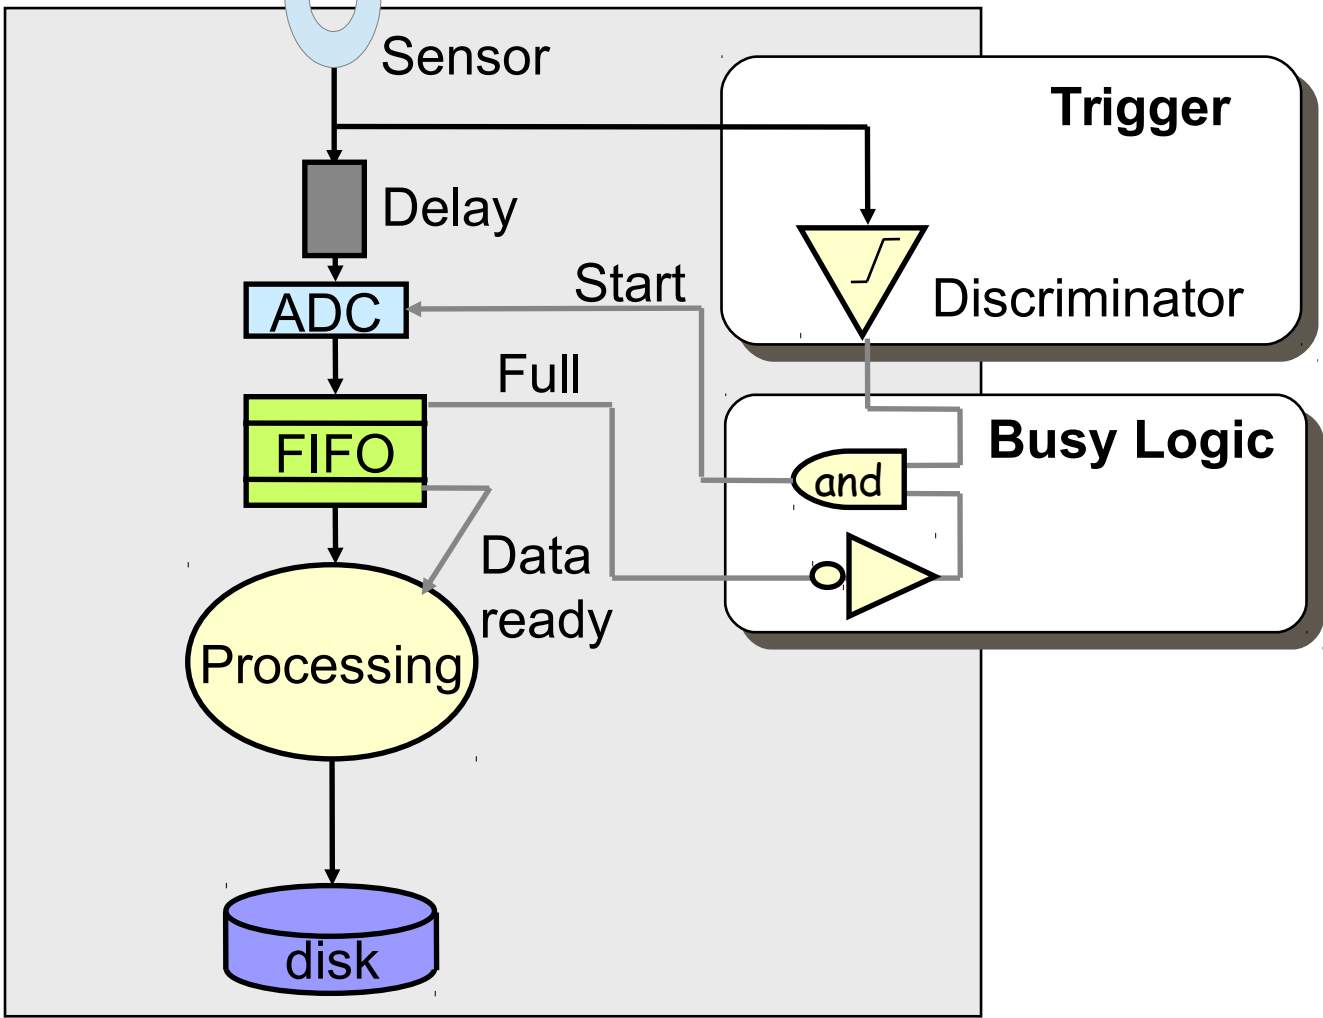 Sensor
Trigger
Delay
Start
Discriminator
ADC
Full
Busy Logic
FIFO
and
Data
ready
Processing
disk